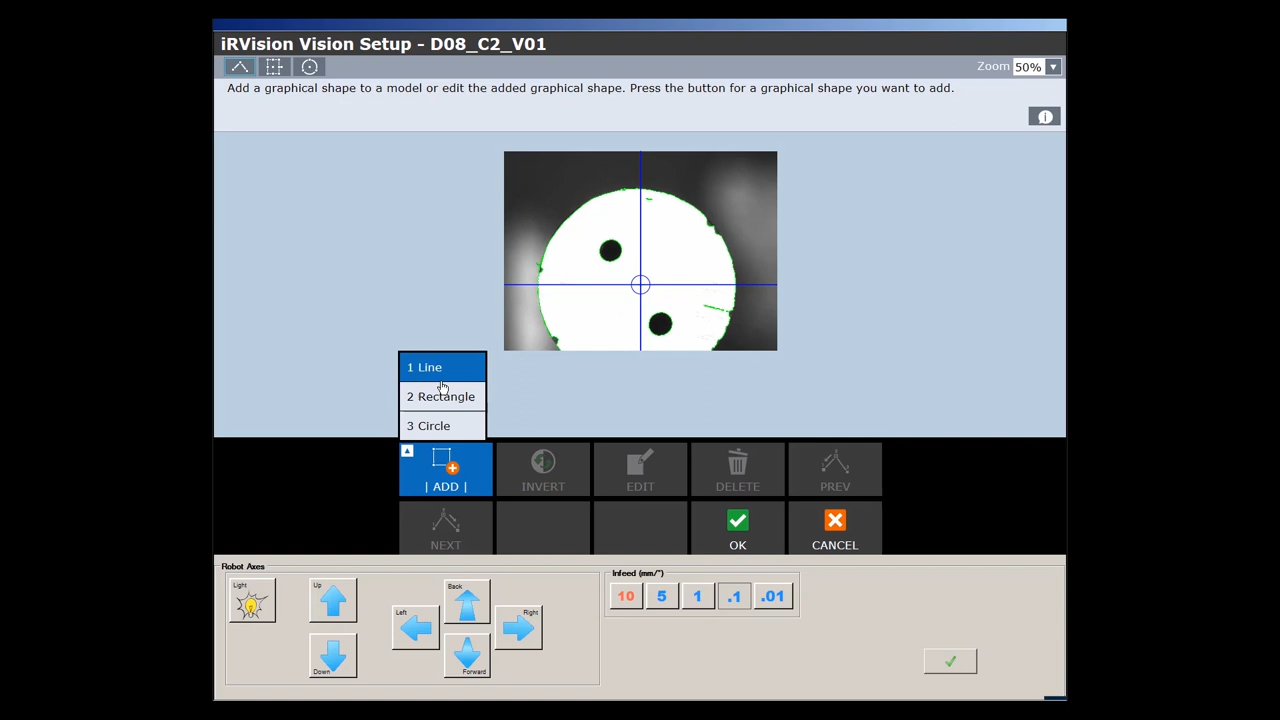 iRVision Vision Setup - D08_C2_V01
Zoom 50%
Add a graphical shape to a model or edit the added graphical shape. Press the button for a graphical shape you want to add.
1 Line
2 Rectangle
3 Circle
| ADD |
INVERT
EDIT
DELETE
PREV
NEXT
OK
CANCEL
Robot Axes
Light
Up
Down
Left
Back
Forward
Right
Infeed (mm/°)
10 5 1 .1 .01